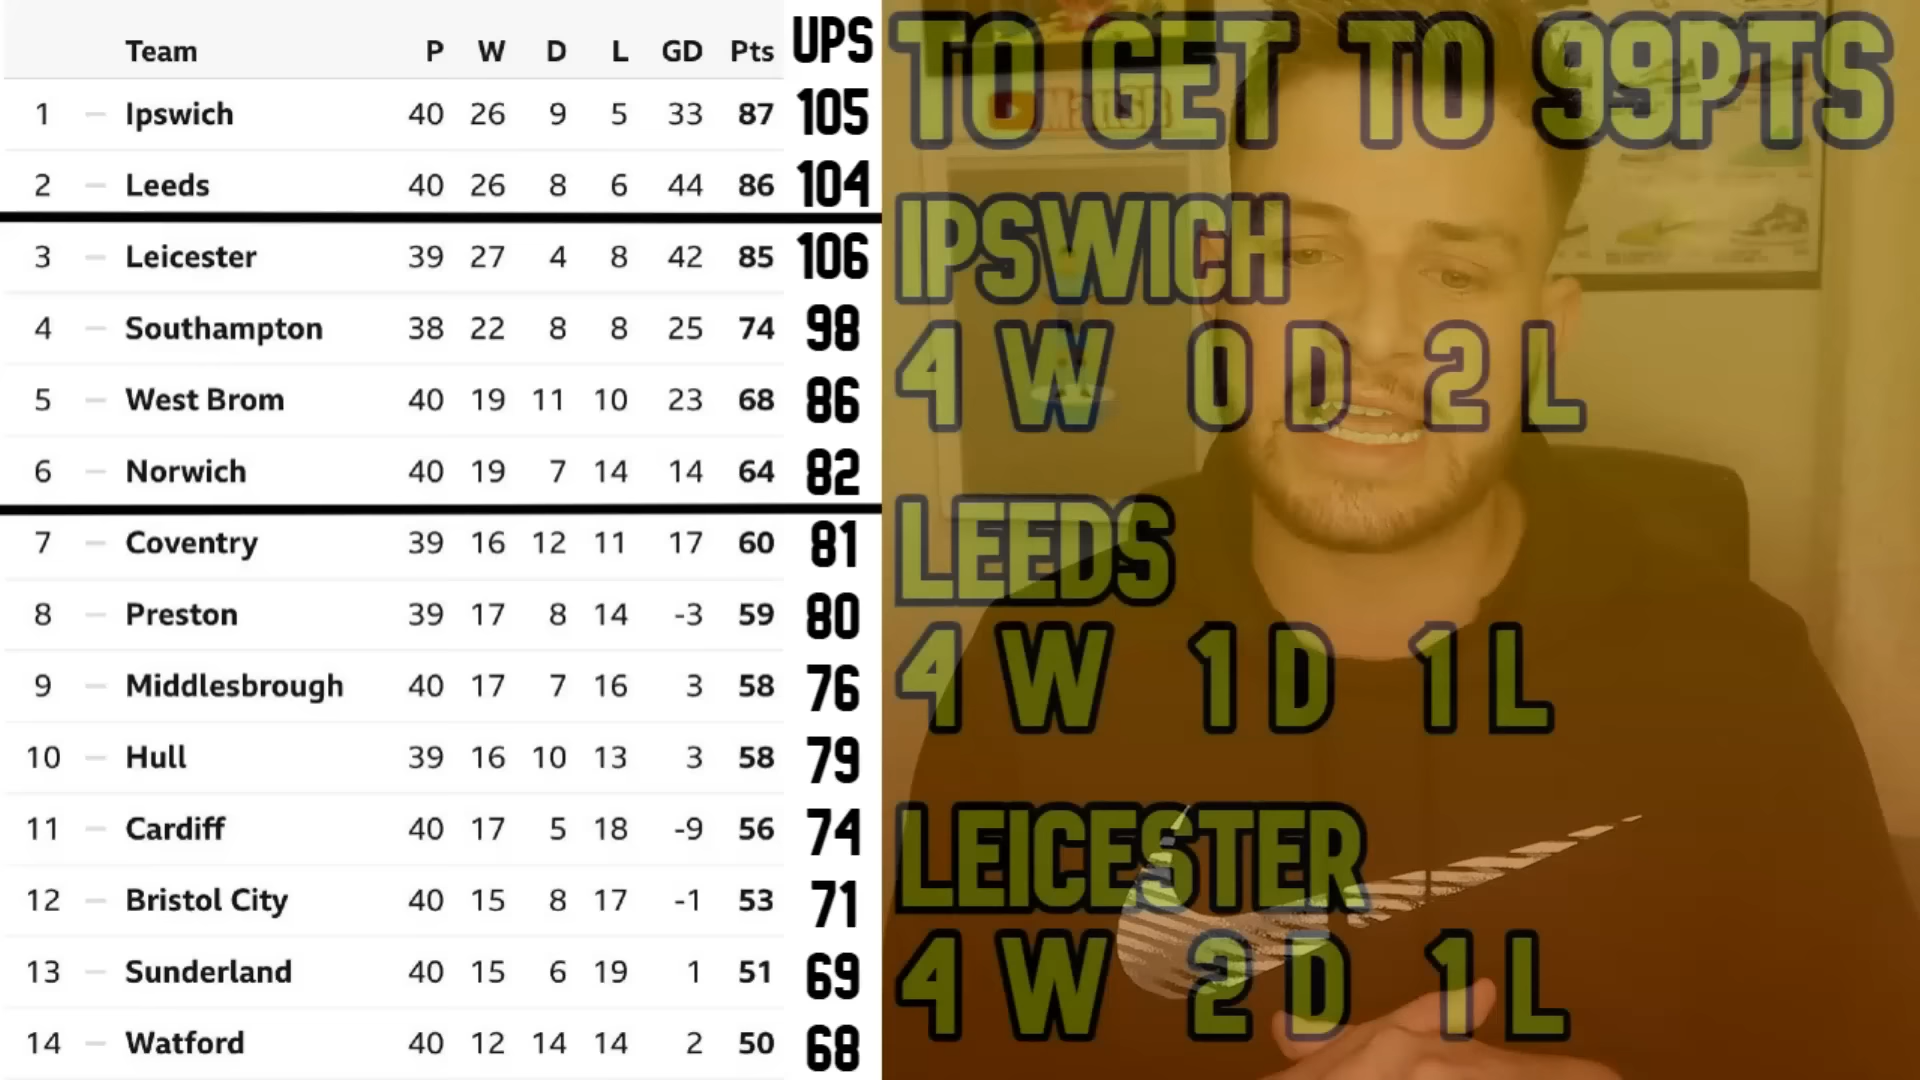 Team P W D L GD Pts UPS
1 Ipswich 40 26 9 5 33 87 105
2 Leeds 40 26 8 6 44 86 104
3 Leicester 39 27 4 8 42 85 106
4 Southampton 38 22 8 8 25 74 98
5 West Brom 40 19 11 10 23 68 86
6 Norwich 40 19 7 14 14 64 82
7 Coventry 39 16 12 11 17 60 81
8 Preston 39 17 8 14 -3 59 80
9 Middlesbrough 40 17 7 16 3 58 76
10 Hull 39 16 10 13 3 58 79
11 Cardiff 40 17 5 18 -9 56 74
12 Bristol City 40 15 8 17 -1 53 71
13 Sunderland 40 15 6 19 1 51 69
14 Watford 40 12 14 14 2 50 68
TO GET TO 99PTS
MattSB
IPSWICH
4 W 0 D 2 L
LEEDS
4 W 1 D 1 L
LEICESTER
4 W 2 D 1 L